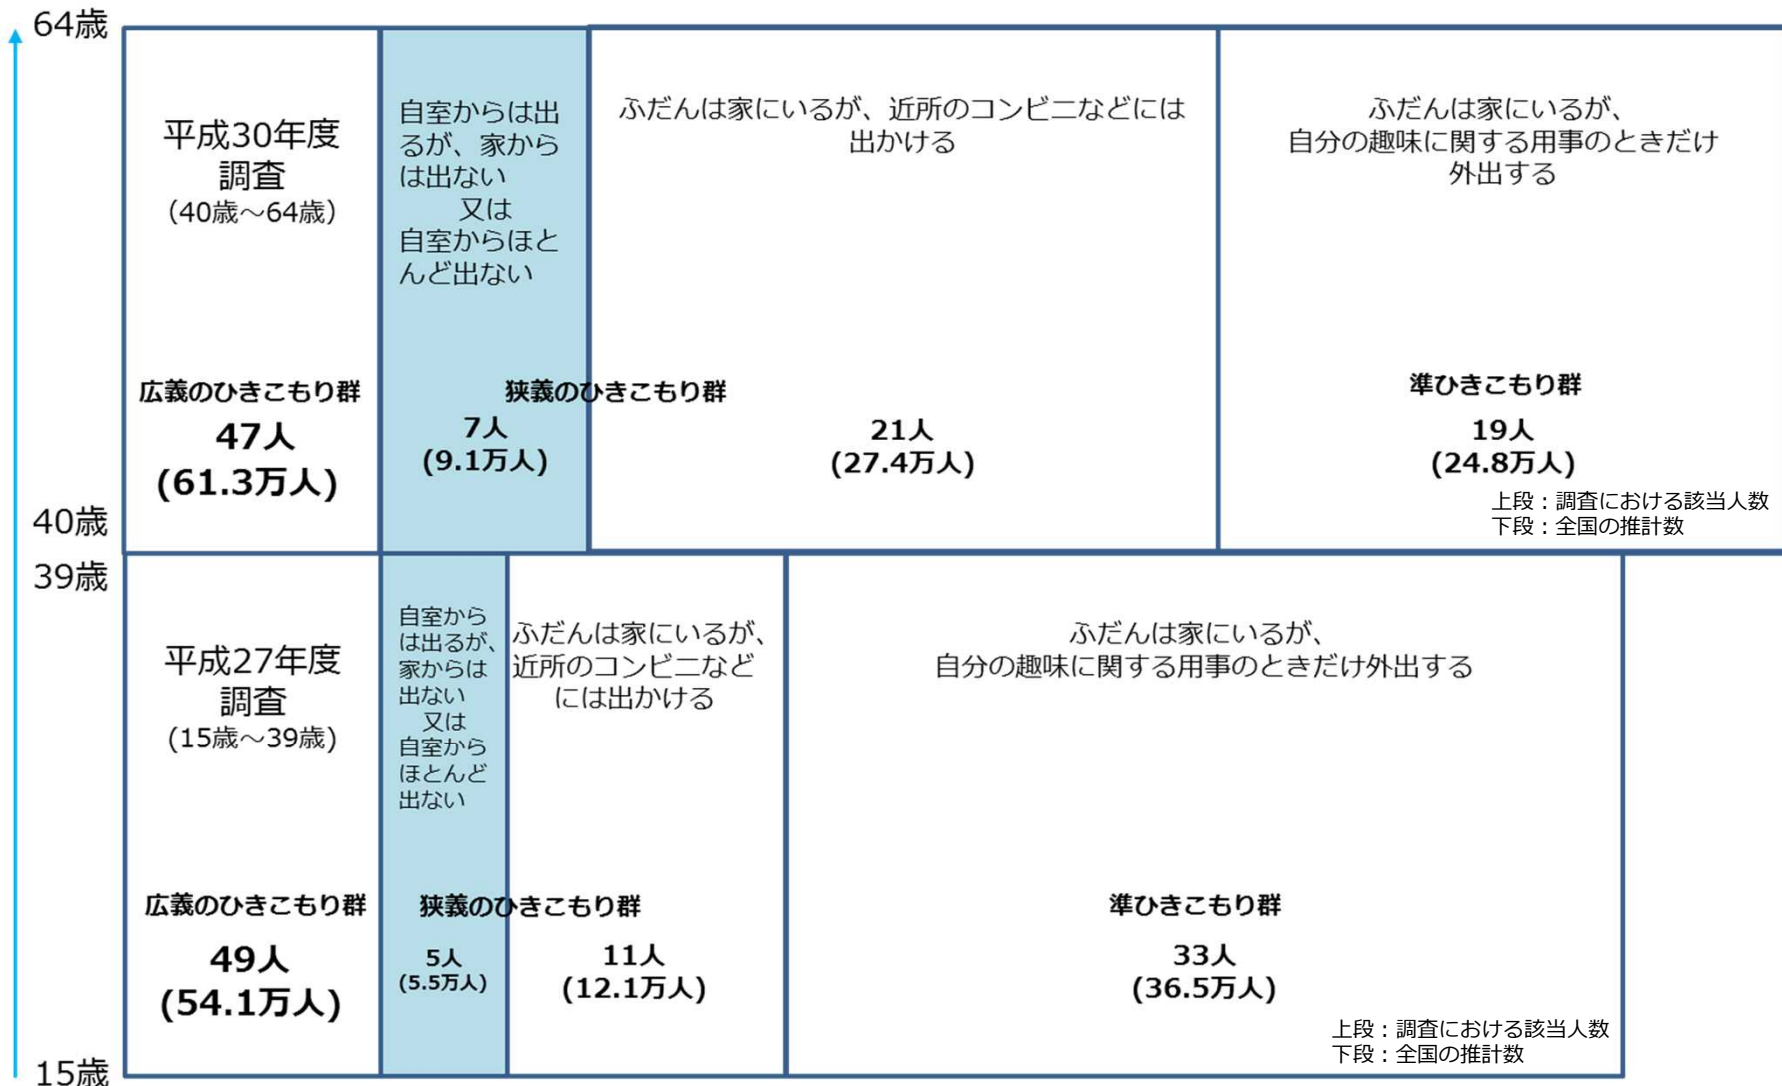 64歳
平成30年度
調査
(40歳～64歳)
広義のひきこもり群
47人
(61.3万人)
自室からは出
るが、家から
は出ない
又は
自室からほと
んど出ない
狭義のひきこもり群
7人
(9.1万人)
ふだんは家にいるが、近所のコンビニなどには
出かける
21人
(27.4万人)
ふだんは家にいるが、
自分の趣味に関する用事のときだけ
外出する
準ひきこもり群
19人
(24.8万人)
上段：調査における該当人数
下段：全国の推計数
40歳
39歳
平成27年度
調査
(15歳～39歳)
広義のひきこもり群
49人
(54.1万人)
自室から
は出るが、
家からは
出ない
又は
自室から
ほとんど
出ない
狭義のひきこもり群
5人
(5.5万人)
ふだんは家にいるが、
近所のコンビニなど
には出かける
11人
(12.1万人)
ふだんは家にいるが、
自分の趣味に関する用事のときだけ外出する
準ひきこもり群
33人
(36.5万人)
上段：調査における該当人数
下段：全国の推計数
15歳